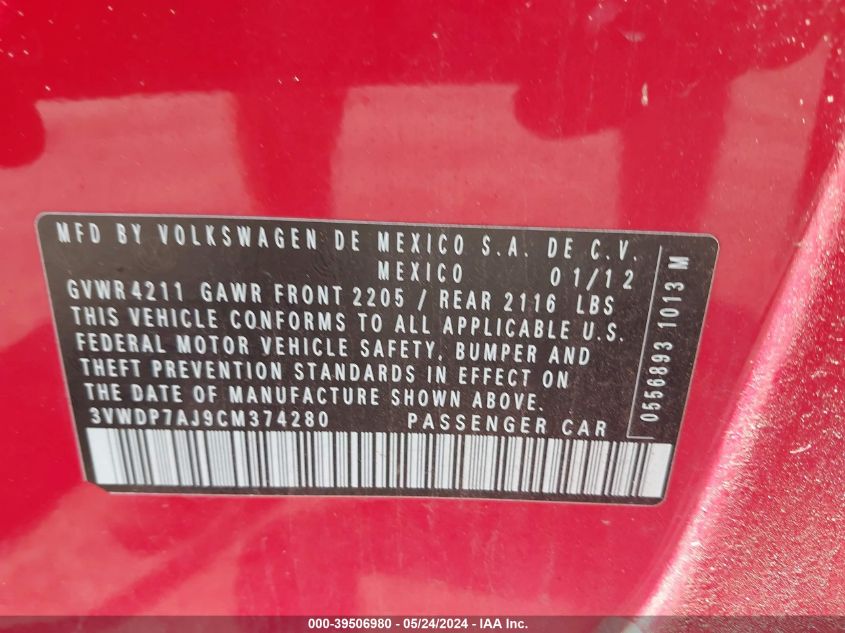 MFD BY VOLKSWAGEN DE MEXICO S.A. DE C.V.
MEXICO 01/12
GVWR 4211 GAWR FRONT 2205 / REAR 2116 LBS
THIS VEHICLE CONFORMS TO ALL APPLICABLE U.S.
FEDERAL MOTOR VEHICLE SAFETY, BUMPER AND
THEFT PREVENTION STANDARDS IN EFFECT ON
THE DATE OF MANUFACTURE SHOWN ABOVE.
3VWDP7AJ9CM374280 PASSENGER CAR
0556893 1013 M
000-39506980 - 05/24/2024 - IAA Inc.